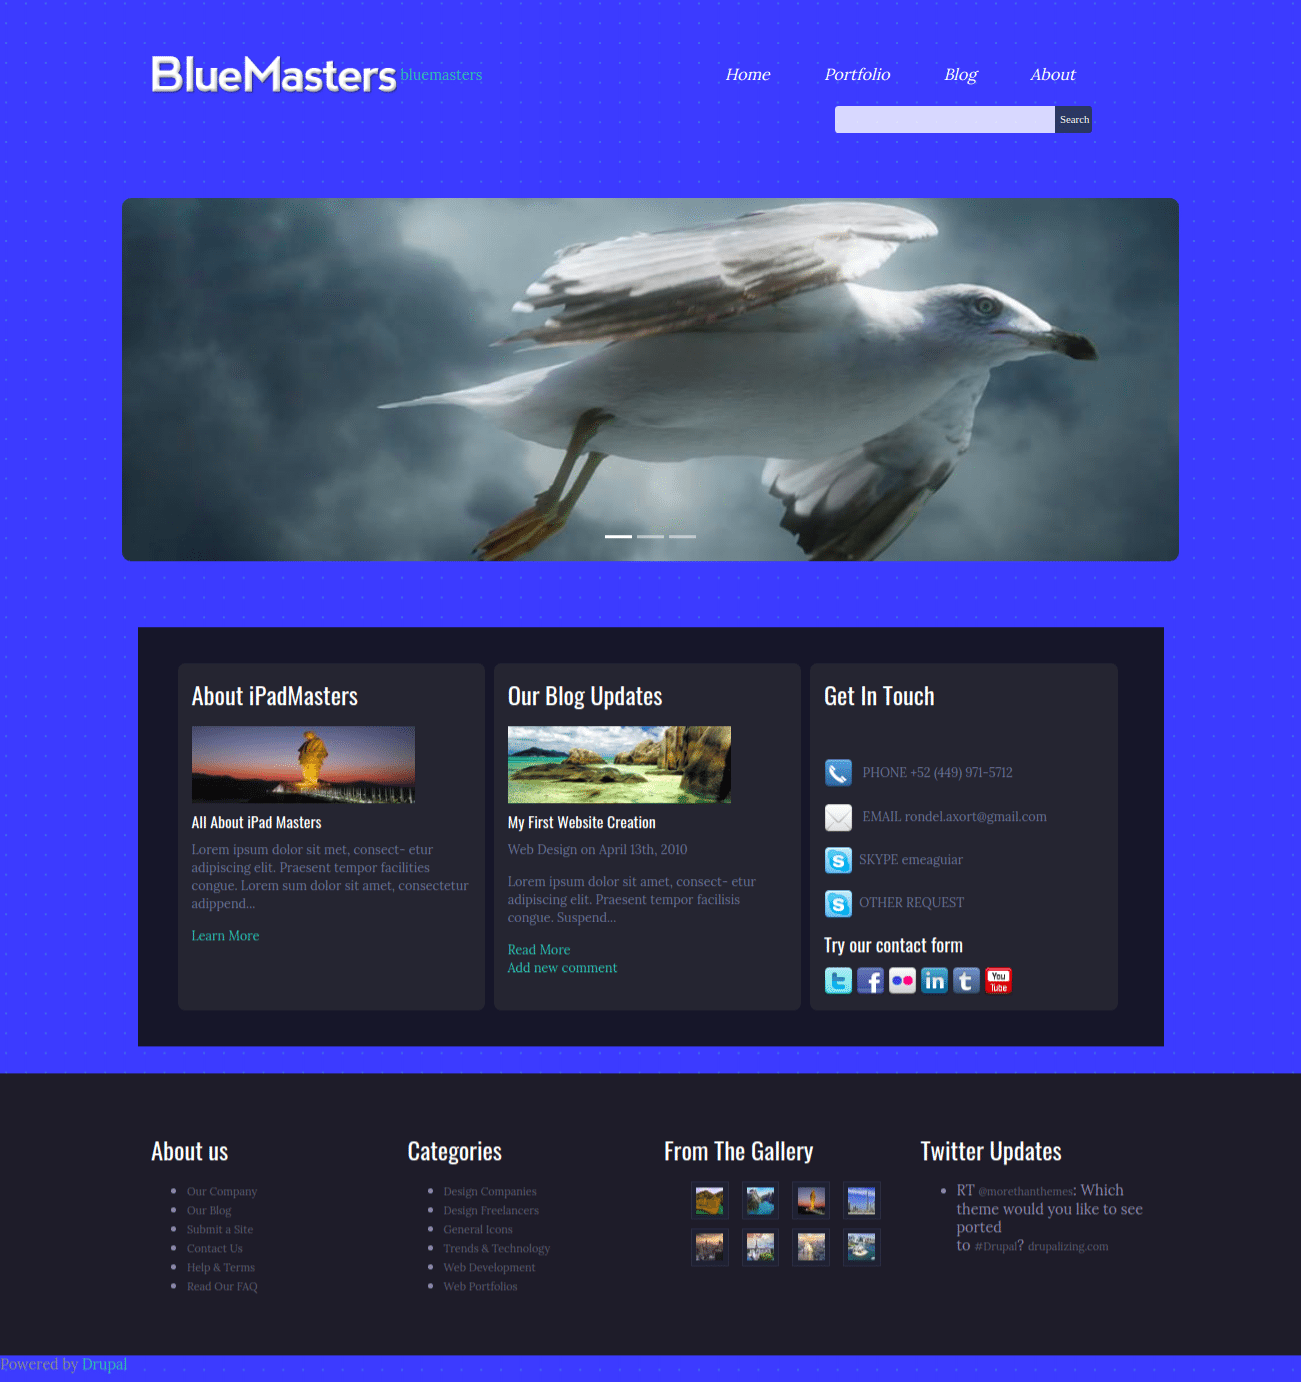 BlueMasters bluemasters
Home Portfolio Blog About
Search
About iPadMasters
All About iPad Masters
Lorem ipsum dolor sit met, consect- etur
adipiscing elit. Praesent tempor facilities
congue. Lorem sum dolor sit amet, consectetur
adippend...
Learn More
Our Blog Updates
My First Website Creation
Web Design on April 13th, 2010
Lorem ipsum dolor sit amet, consect- etur
adipiscing elit. Praesent tempor facilisis
congue. Suspend...
Read More
Add new comment
Get In Touch
PHONE +52 (449) 971-5712
EMAIL rondel.axort@gmail.com
SKYPE emeaguiar
OTHER REQUEST
Try our contact form
You
Tube
About us
Our Company
Our Blog
Submit a Site
Contact Us
Help & Terms
Read Our FAQ
Categories
Design Companies
Design Freelancers
General Icons
Trends & Technology
Web Development
Web Portfolios
From The Gallery
Twitter Updates
RT @morethanthemes: Which
theme would you like to see
ported
to #Drupal? drupalizing.com
Powered by Drupal